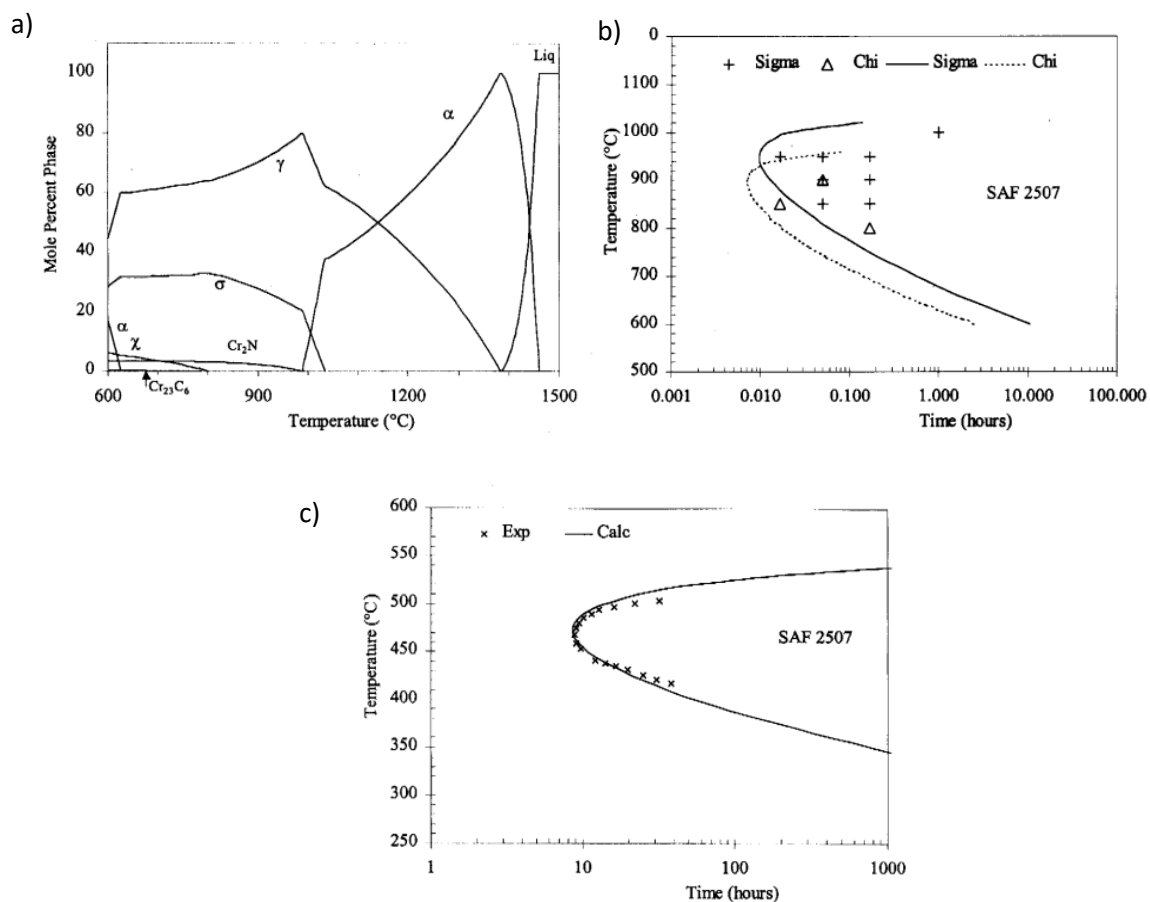 a)
Mole Percent Phase
100
80
60
40
20
0
Liq
α
γ
σ
α
χ
Cr₂N
Cr₂₃C₆
600 900 1200 1500
Temperature (°C)
b)
Temperature (°C)
0
1100
1000
900
800
700
600
500
Sigma Chi Sigma Chi
SAF 2507
0.001 0.010 0.100 1.000 10.000 100.000
Time (hours)
c)
Temperature (°C)
600
550
500
450
400
350
300
250
Exp Calc
SAF 2507
1 10 100 1000
Time (hours)